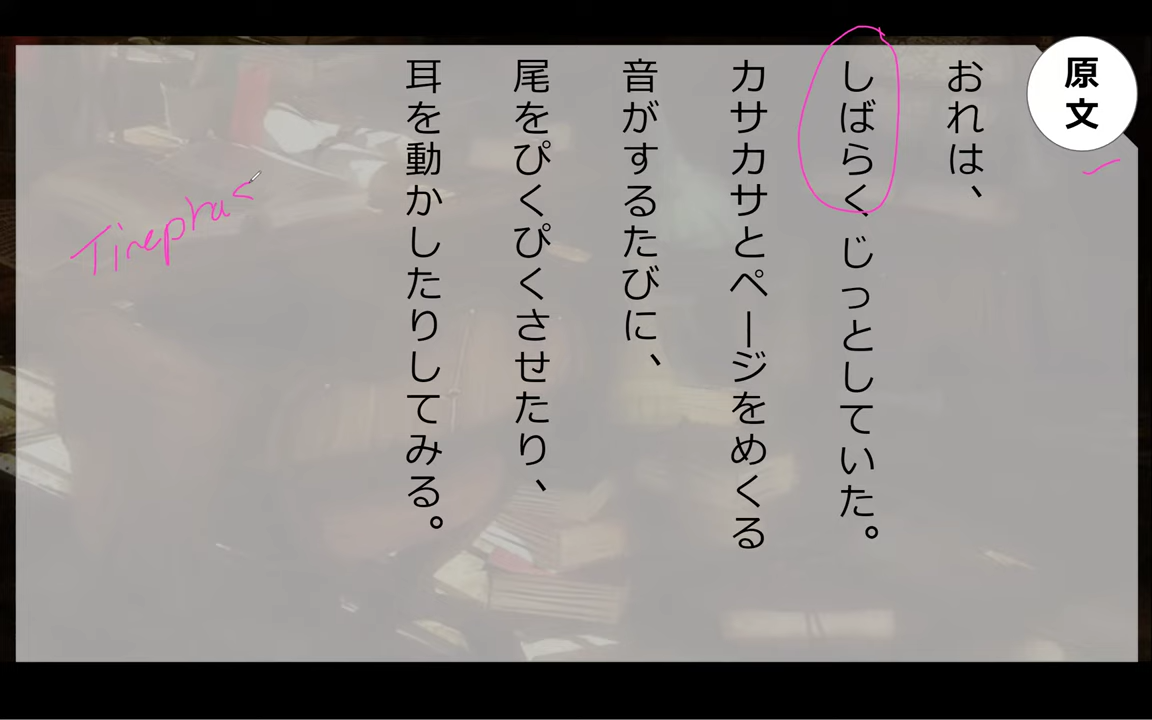 原文
おれは、
しばらく、じっとしていた。
カサカサとページをめくる
音がするたびに、
尾をぴくぴくさせたり、
耳を動かしたりしてみる。